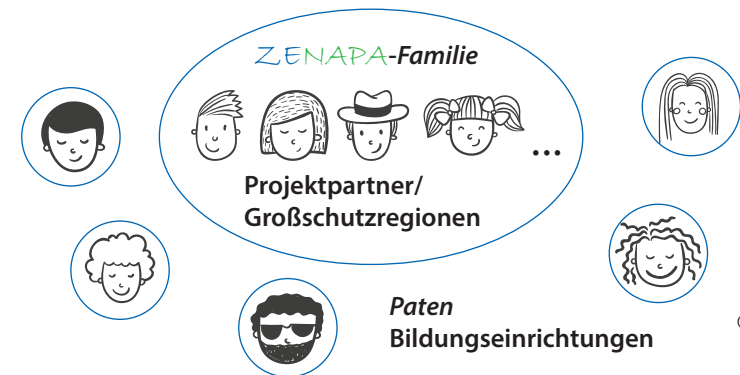 ZENAPA-Familie
...
Projektpartner/
Großschutzregionen
Paten
Bildungseinrichtungen